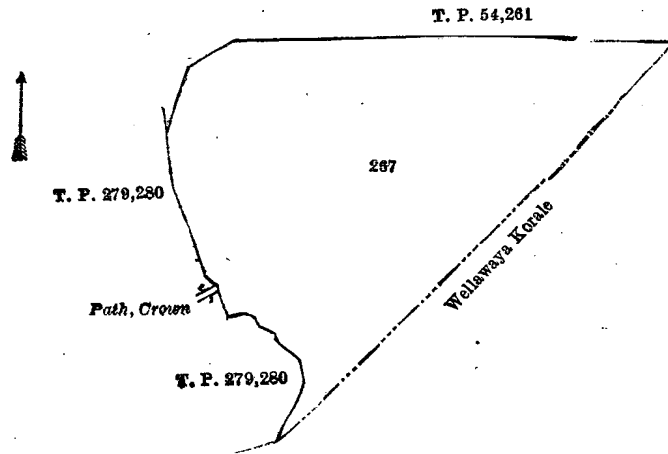 T. P. 54,261
267
T. P. 279,280
Wellawaya Korale
Path, Crown
T. P. 279,280